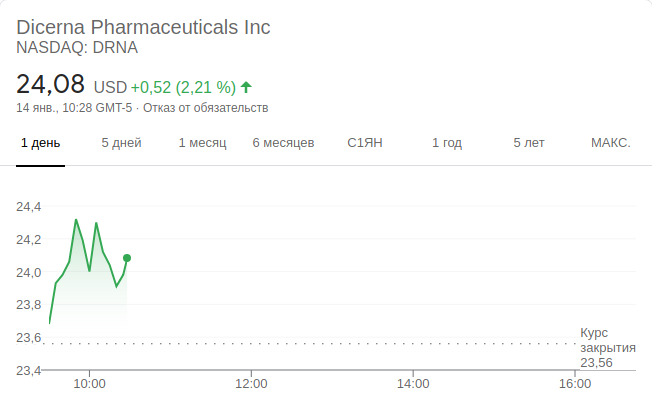 Dicerna Pharmaceuticals Inc
NASDAQ: DRNA
24,08 USD +0,52 (2,21 %)
14 янв., 10:28 GMT-5 · Отказ от обязательств
1 день 5 дней 1 месяц 6 месяцев С1ЯН 1 год 5 лет МАКС.
24,4
24,2
24,0
23,8
23,6
23,4
Курс
закрытия
23,56
10:00 12:00 14:00 16:00